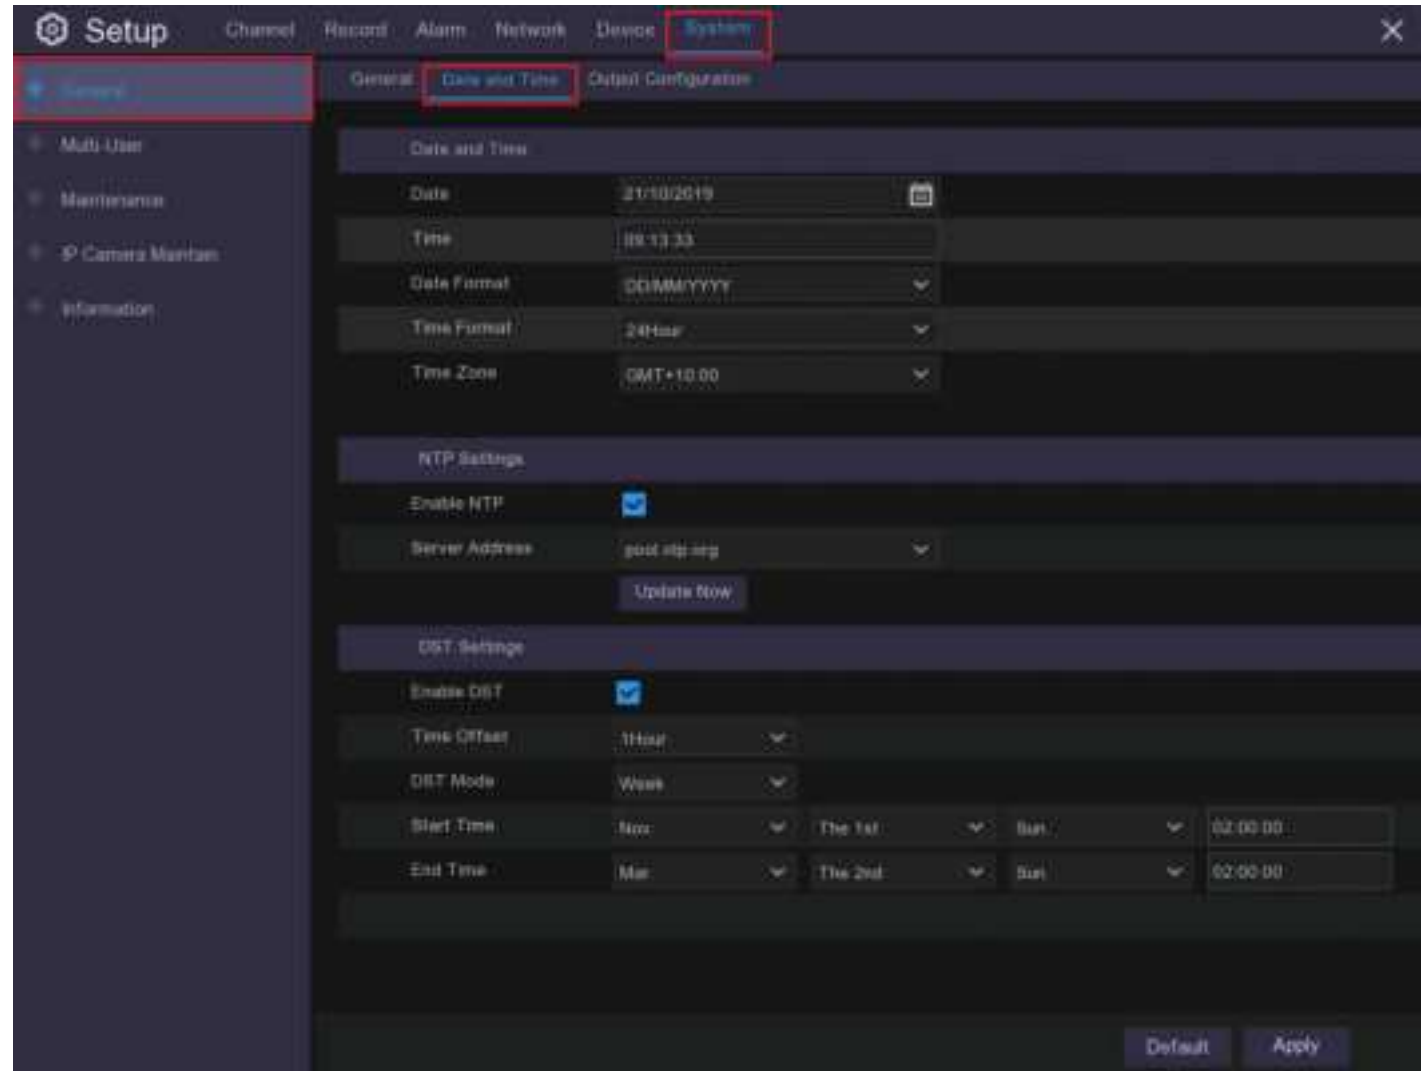 Setup Channel Record Alarm Network Device System
General
Multi-User
Maintenance
IP Camera Maintain
Information
General Date and Time Output Configuration
Date and Time
Date 21/10/2019
Time 09:13:33
Date Format DD/MM/YYYY
Time Format 24Hour
Time Zone GMT+10:00
NTP Settings
Enable NTP
Server Address pool.ntp.org
Update Now
DST Settings
Enable DST
Time Offset 1Hour
DST Mode Week
Start Time Nov The 1st Sun 02:00:00
End Time Mar The 2nd Sun 02:00:00
Default Apply